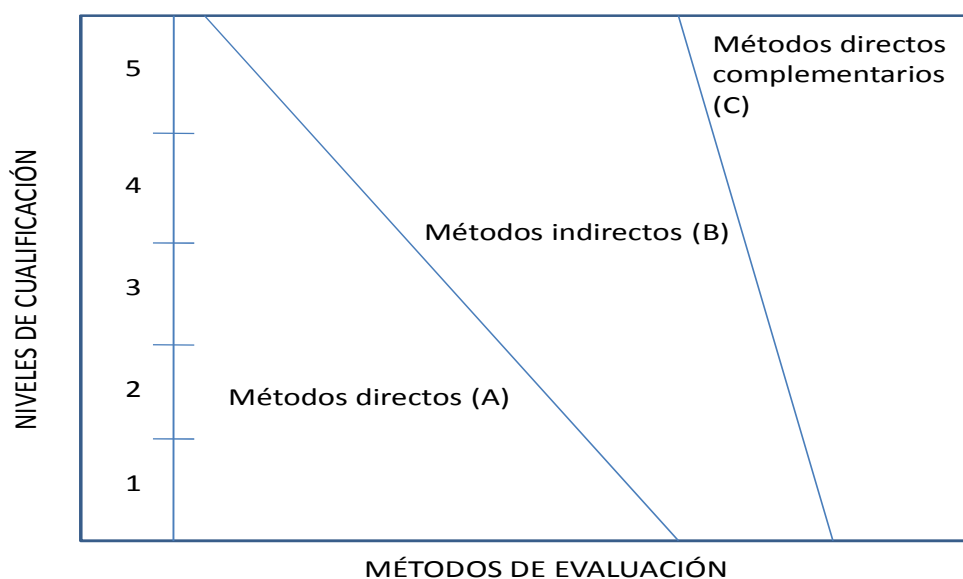 NIVELES DE CUALIFICACIÓN
5
4
3
2
1
Métodos directos
complementarios
(C)
Métodos indirectos (B)
Métodos directos (A)
MÉTODOS DE EVALUACIÓN